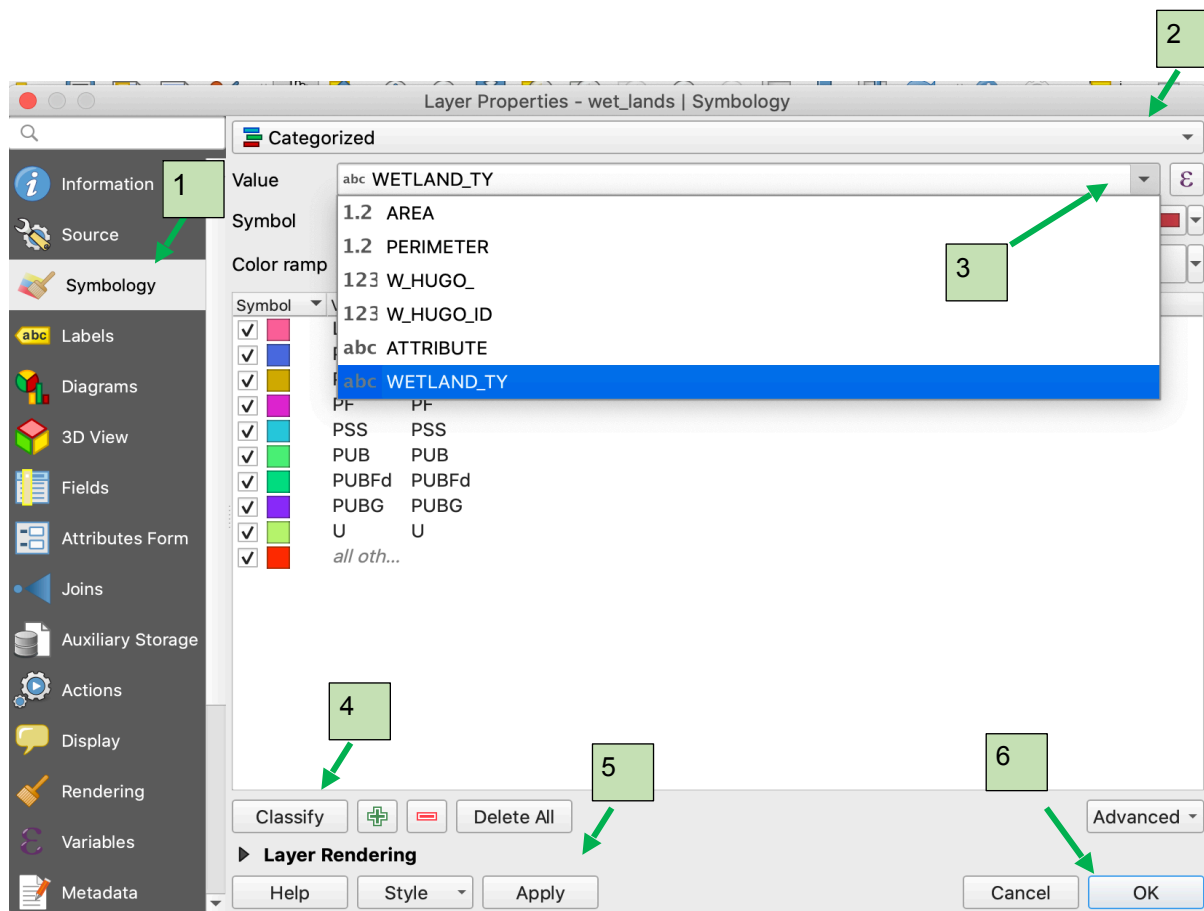 2
Layer Properties - wet_lands | Symbology
Categorized
Information
1
Value
abc WETLAND_TY
ε
Source
Symbol
1.2 AREA
1.2 PERIMETER
3
Symbology
Color ramp
123 W_HUGO_
123 W_HUGO_ID
Symbol
abc Labels
abc ATTRIBUTE
Diagrams
abc WETLAND_TY
PF PF
3D View
PSS PSS
PUB PUB
Fields
PUBFd PUBFd
PUBG PUBG
Attributes Form
U U
all oth...
Joins
Auxiliary Storage
Actions
4
Display
5
6
Rendering
Classify
Delete All
Advanced
Variables
Layer Rendering
Metadata
Help
Style
Apply
Cancel
OK